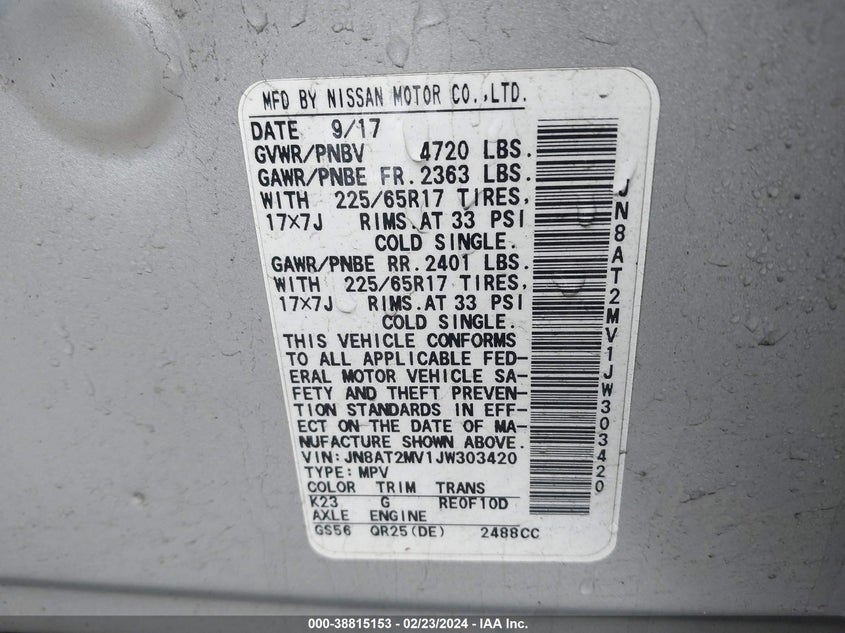 MFD BY NISSAN MOTOR CO.,LTD.
DATE 9/17
GVWR/PNBV 4720 LBS.
GAWR/PNBE FR.2363 LBS.
WITH 225/65R17 TIRES,
17×7J RIMS.AT 33 PSI
COLD SINGLE.
GAWR/PNBE RR.2401 LBS.
WITH 225/65R17 TIRES,
17×7J RIMS.AT 33 PSI
COLD SINGLE.
THIS VEHICLE CONFORMS
TO ALL APPLICABLE FED-
ERAL MOTOR VEHICLE SA-
FETY AND THEFT PREVEN-
TION STANDARDS IN EFF-
ECT ON THE DATE OF MA-
NUFACTURE SHOWN ABOVE.
VIN:JN8AT2MV1JW303420
TYPE:MPV
COLOR TRIM TRANS
K23 G RE0F10D
AXLE ENGINE
GS56 QR25(DE) 2488CC
JN8AT2MV1JW303420
000-38815153 - 02/23/2024 - IAA Inc.